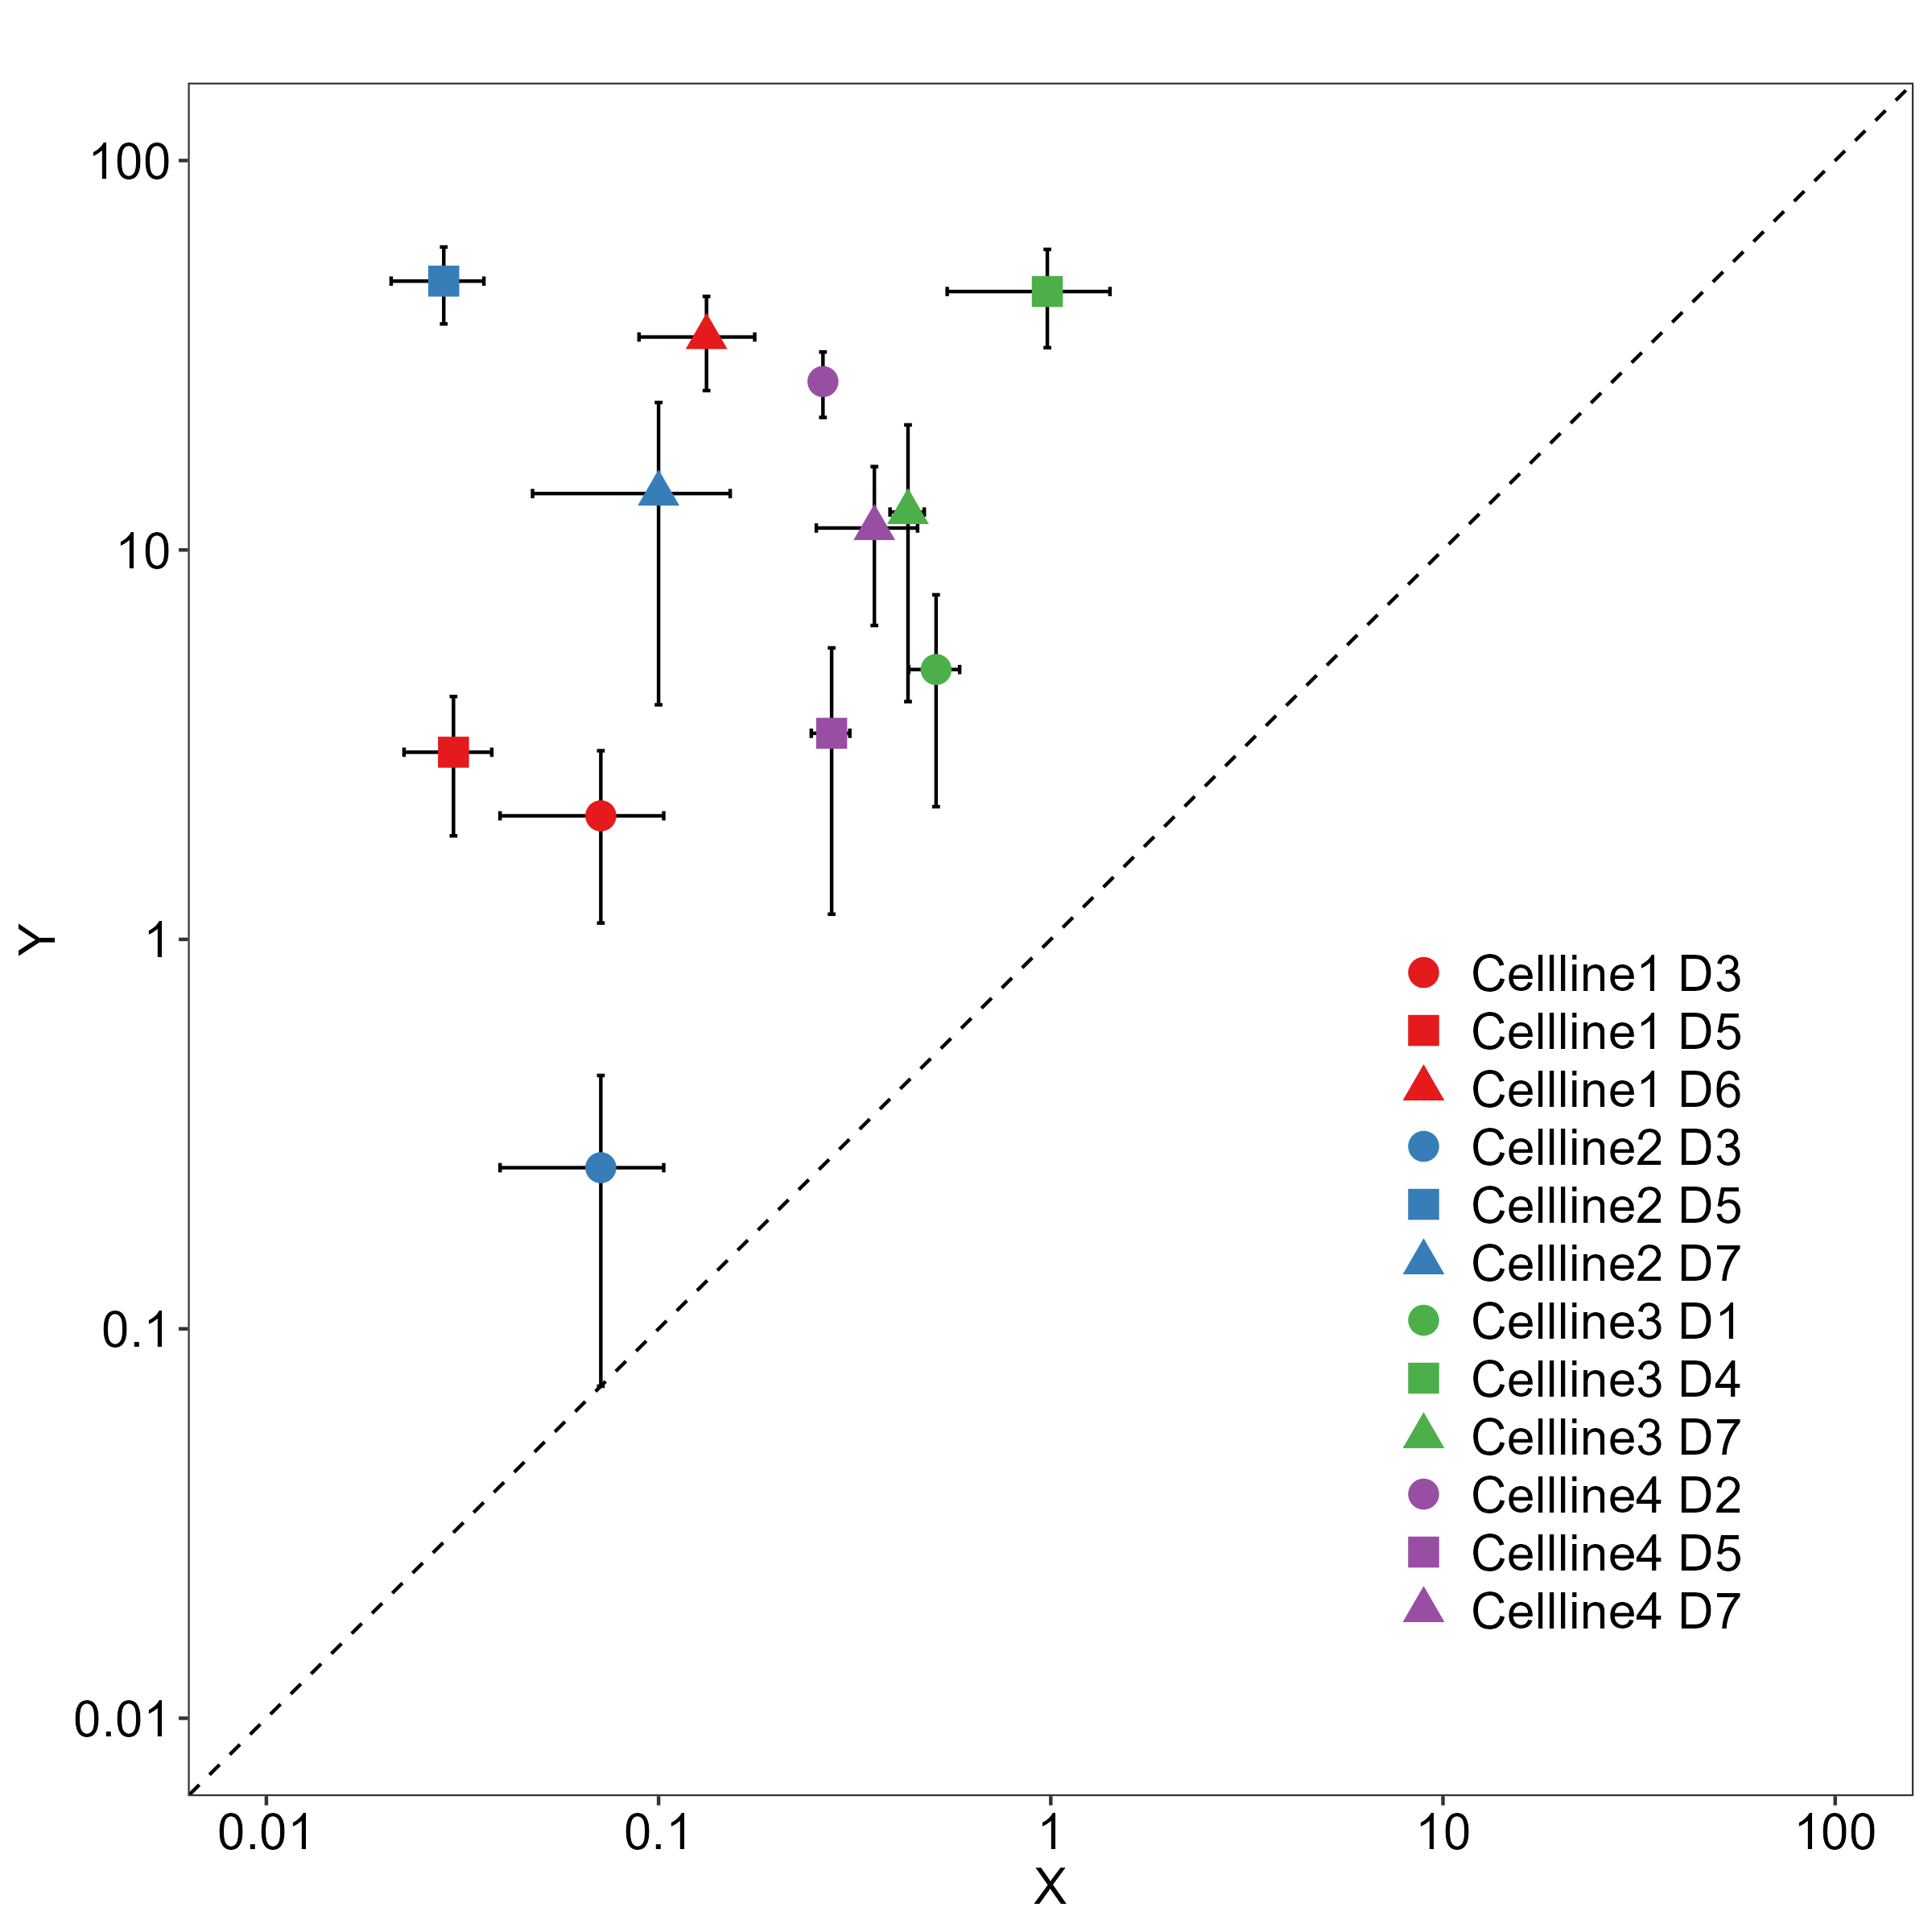 100
10
1
0.1
0.01
Y
Cellline1 D3
Cellline1 D5
Cellline1 D6
Cellline2 D3
Cellline2 D5
Cellline2 D7
Cellline3 D1
Cellline3 D4
Cellline3 D7
Cellline4 D2
Cellline4 D5
Cellline4 D7
0.01 0.1 1 10 100
X